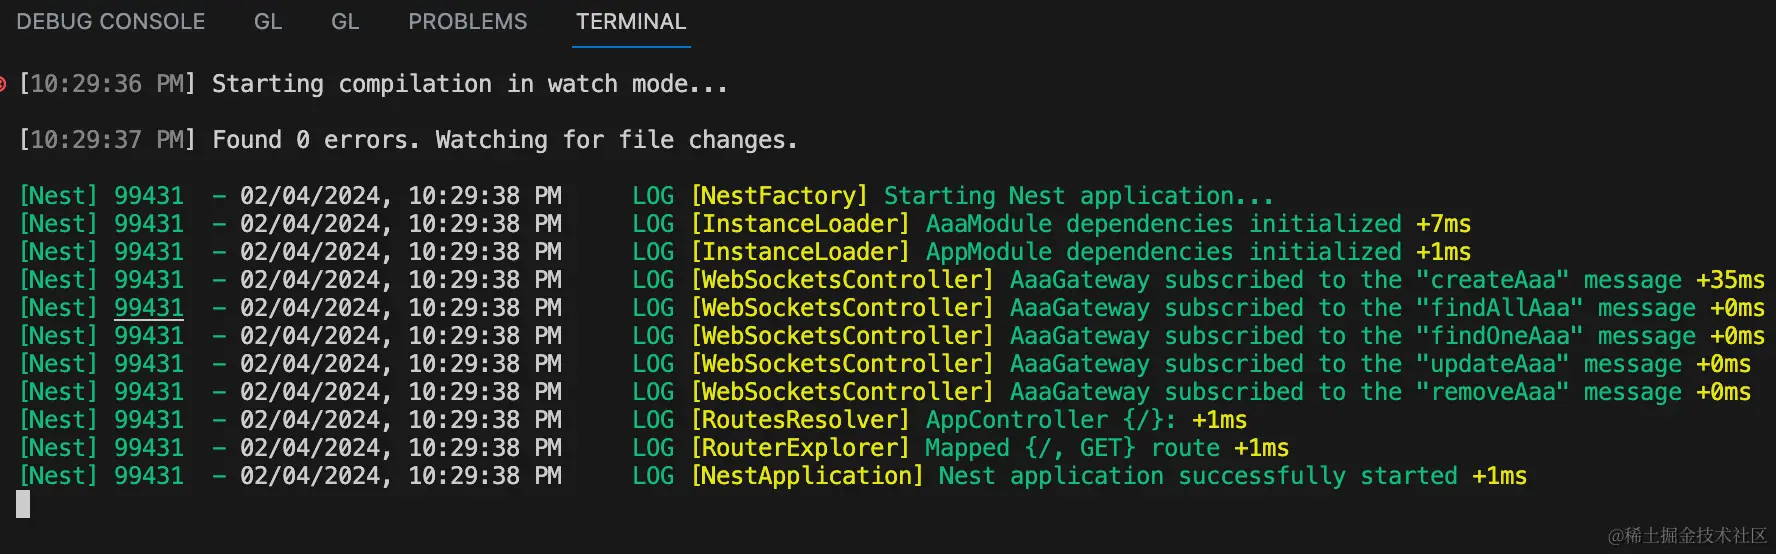 DEBUG CONSOLE GL GL PROBLEMS TERMINAL
[10:29:36 PM] Starting compilation in watch mode...
[10:29:37 PM] Found 0 errors. Watching for file changes.
[Nest] 99431  - 02/04/2024, 10:29:38 PM     LOG [NestFactory] Starting Nest application...
[Nest] 99431  - 02/04/2024, 10:29:38 PM     LOG [InstanceLoader] AaaModule dependencies initialized +7ms
[Nest] 99431  - 02/04/2024, 10:29:38 PM     LOG [InstanceLoader] AppModule dependencies initialized +1ms
[Nest] 99431  - 02/04/2024, 10:29:38 PM     LOG [WebSocketsController] AaaGateway subscribed to the "createAaa" message +35ms
[Nest] 99431  - 02/04/2024, 10:29:38 PM     LOG [WebSocketsController] AaaGateway subscribed to the "findAllAaa" message +0ms
[Nest] 99431  - 02/04/2024, 10:29:38 PM     LOG [WebSocketsController] AaaGateway subscribed to the "findOneAaa" message +0ms
[Nest] 99431  - 02/04/2024, 10:29:38 PM     LOG [WebSocketsController] AaaGateway subscribed to the "updateAaa" message +0ms
[Nest] 99431  - 02/04/2024, 10:29:38 PM     LOG [WebSocketsController] AaaGateway subscribed to the "removeAaa" message +0ms
[Nest] 99431  - 02/04/2024, 10:29:38 PM     LOG [RoutesResolver] AppController {/}: +1ms
[Nest] 99431  - 02/04/2024, 10:29:38 PM     LOG [RouterExplorer] Mapped {/, GET} route +1ms
[Nest] 99431  - 02/04/2024, 10:29:38 PM     LOG [NestApplication] Nest application successfully started +1ms
@稀土掘金技术社区